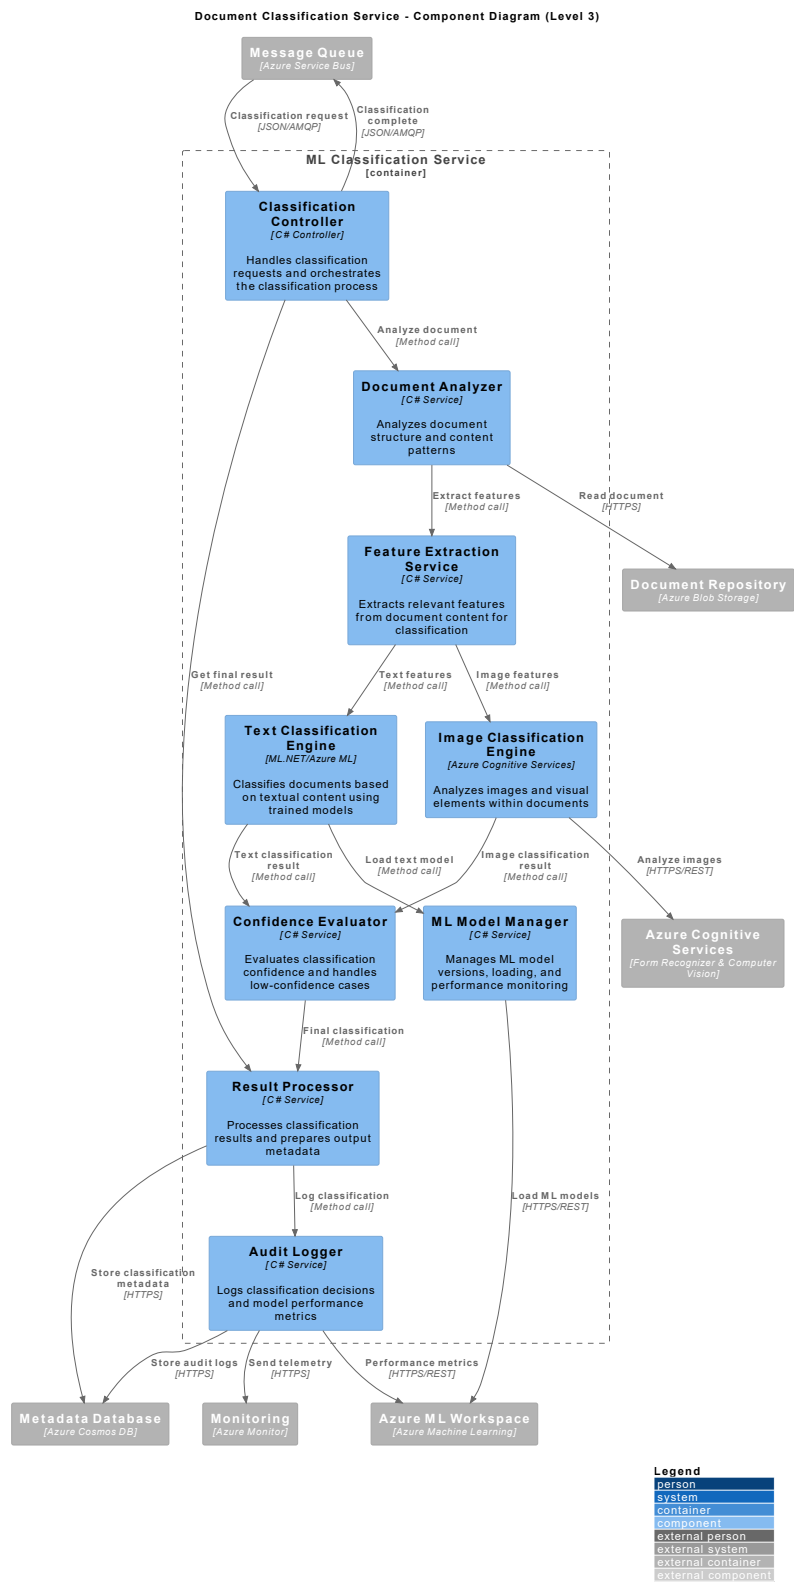 Document Classification Service - Component Diagram (Level 3)
Message Queue
[Azure Service Bus]
Classification request
[JSON/AMQP]
Classification
complete
[JSON/AMQP]
ML Classification Service
[container]
Classification
Controller
[C# Controller]
Handles classification
requests and orchestrates
the classification process
Analyze document
[Method call]
Document Analyzer
[C# Service]
Analyzes document
structure and content
patterns
Extract features
[Method call]
Read document
[HTTPS]
Feature Extraction
Service
[C# Service]
Extracts relevant features
from document content for
classification
Document Repository
[Azure Blob Storage]
Get final result
[Method call]
Text features
[Method call]
Image features
[Method call]
Text Classification
Engine
[ML.NET/Azure ML]
Classifies documents based
on textual content using
trained models
Image Classification
Engine
[Azure Cognitive Services]
Analyzes images and visual
elements within documents
Text classification
result
[Method call]
Load text model
[Method call]
Image classification
result
[Method call]
Analyze images
[HTTPS/REST]
Confidence Evaluator
[C# Service]
Evaluates classification
confidence and handles
low-confidence cases
ML Model Manager
[C# Service]
Manages ML model
versions, loading, and
performance monitoring
Azure Cognitive
Services
[Form Recognizer & Computer
Vision]
Final classification
[Method call]
Result Processor
[C# Service]
Processes classification
results and prepares output
metadata
Log classification
[Method call]
Load ML models
[HTTPS/REST]
Audit Logger
[C# Service]
Logs classification decisions
and model performance
metrics
Store classification
metadata
[HTTPS]
Store audit logs
[HTTPS]
Send telemetry
[HTTPS]
Performance metrics
[HTTPS/REST]
Metadata Database
[Azure Cosmos DB]
Monitoring
[Azure Monitor]
Azure ML Workspace
[Azure Machine Learning]
Legend
person
system
container
component
external person
external system
external container
external component